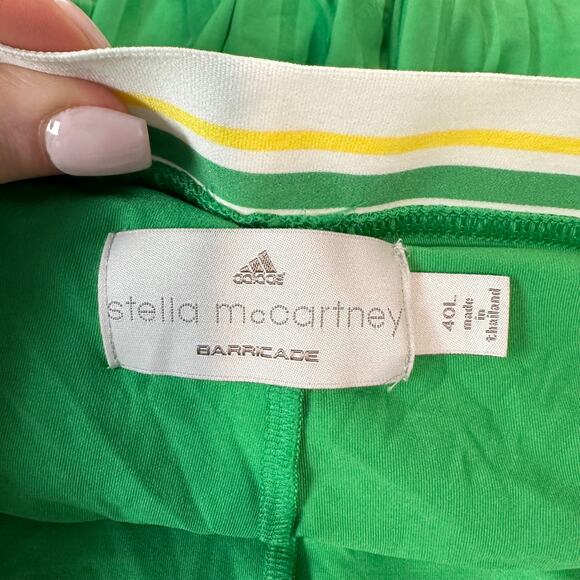 adidas
stella mccartney
BARRICADE
40L
made
in
thailand